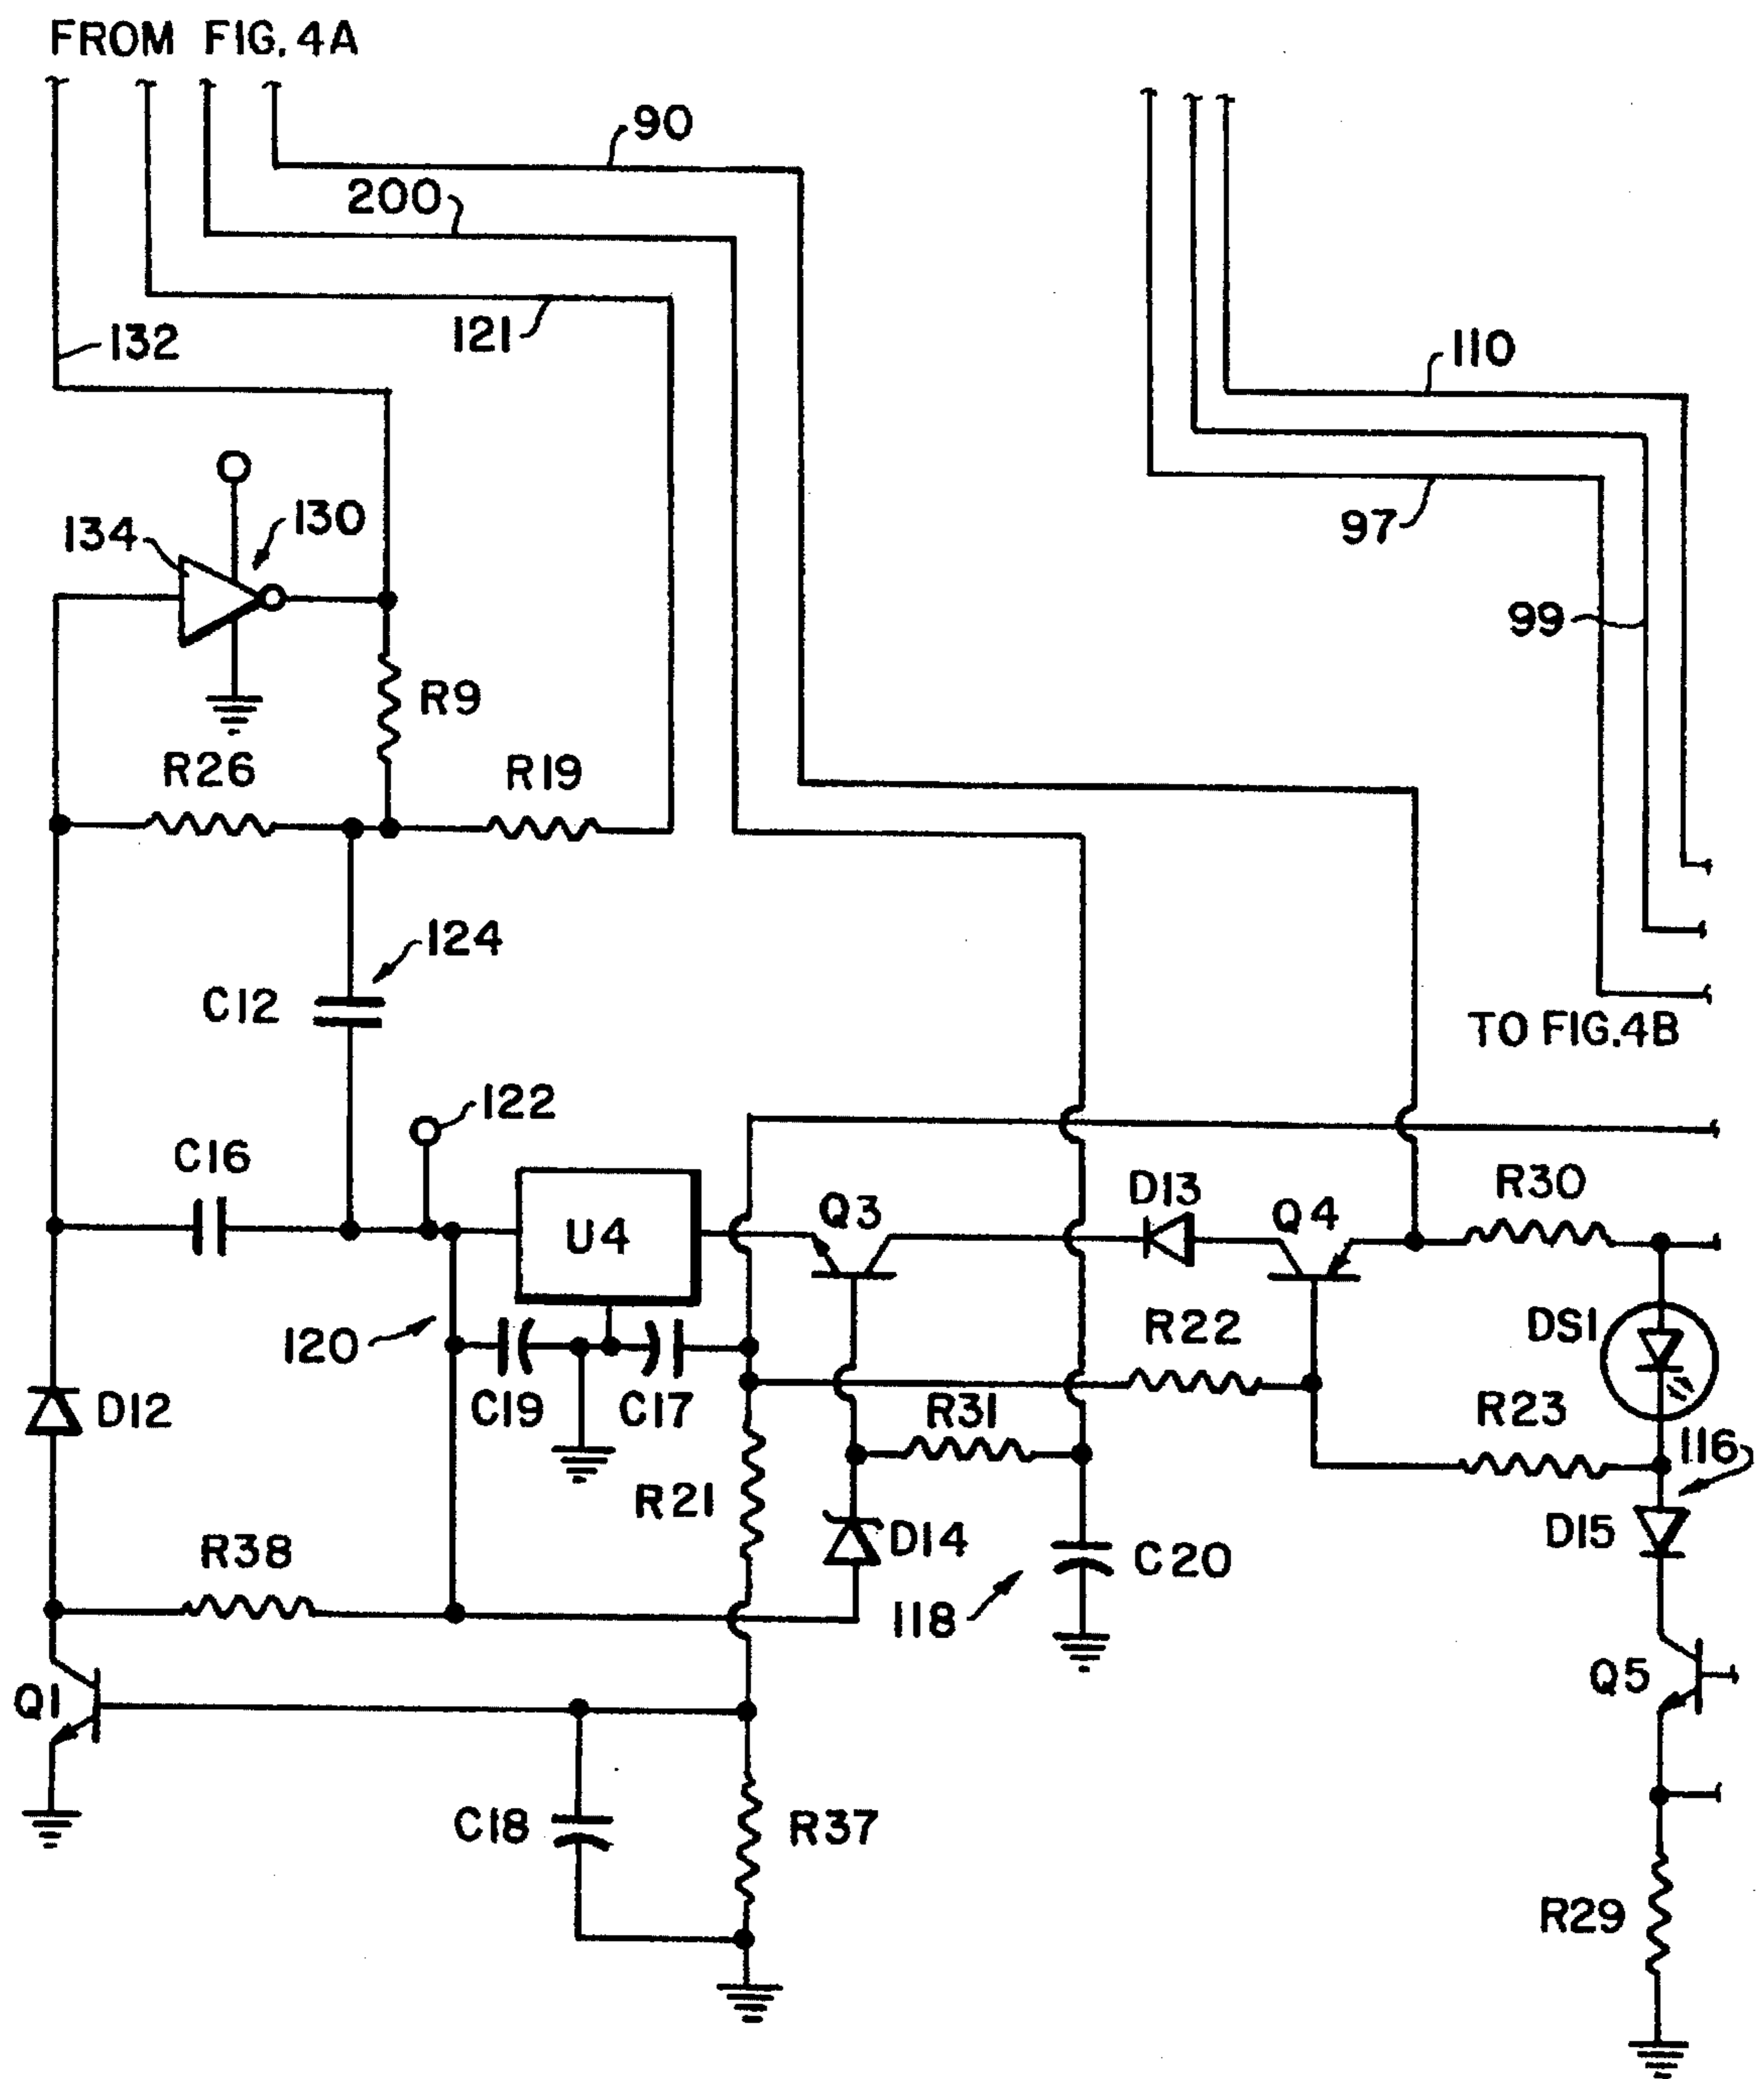 FROM FIG. 4A
90
200
121
132
110
97
134
130
99
R9
R26
R19
124
C12
TO FIG. 4B
122
C16
U4
Q3
D13
Q4
R30
120
R22
DS1
C19
C17
R31
R23
D12
116
R21
R38
D14
C20
D15
118
Q1
Q5
C18
R37
R29